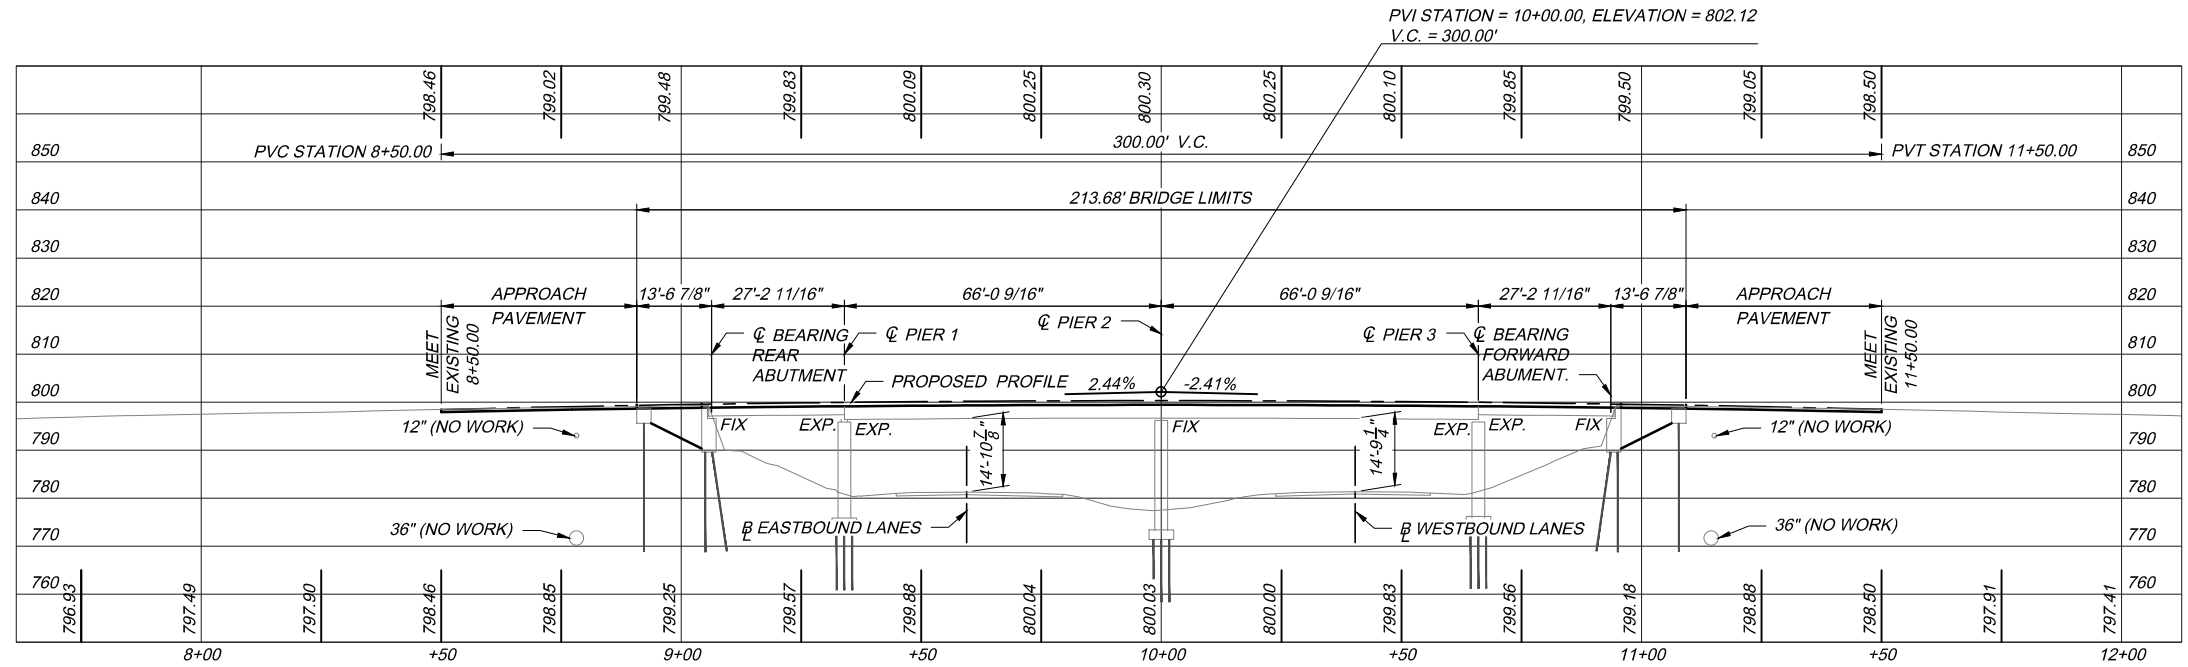 PVI STATION = 10+00.00, ELEVATION = 802.12
V.C. = 300.00'
798.46
799.02
799.48
799.83
800.09
800.25
800.30
800.25
800.10
799.85
799.50
799.05
798.50
850
PVC STATION 8+50.00
300.00' V.C.
PVT STATION 11+50.00
850
840
213.68' BRIDGE LIMITS
840
830
830
820
APPROACH
PAVEMENT
13'-6 7/8"
27'-2 11/16"
66'-0 9/16"
66'-0 9/16"
27'-2 11/16"
13'-6 7/8"
APPROACH
PAVEMENT
820
MEET
EXISTING
8+50.00
℄ BEARING
REAR
ABUTMENT
℄ PIER 1
℄ PIER 2
℄ PIER 3
℄ BEARING
FORWARD
ABUMENT.
MEET
EXISTING
11+50.00
810
810
PROPOSED PROFILE
2.44%
-2.41%
800
800
12" (NO WORK)
FIX
EXP.
EXP.
FIX
EXP.
EXP.
FIX
12" (NO WORK)
790
14'-10 7/8"
14'-9 1/4"
790
780
780
36" (NO WORK)
BL EASTBOUND LANES
BL WESTBOUND LANES
36" (NO WORK)
770
770
760
760
796.93
797.49
797.90
798.46
798.85
799.25
799.57
799.88
800.04
800.03
800.00
799.83
799.56
799.18
798.88
798.50
797.91
797.41
8+00
+50
9+00
+50
10+00
+50
11+00
+50
12+00